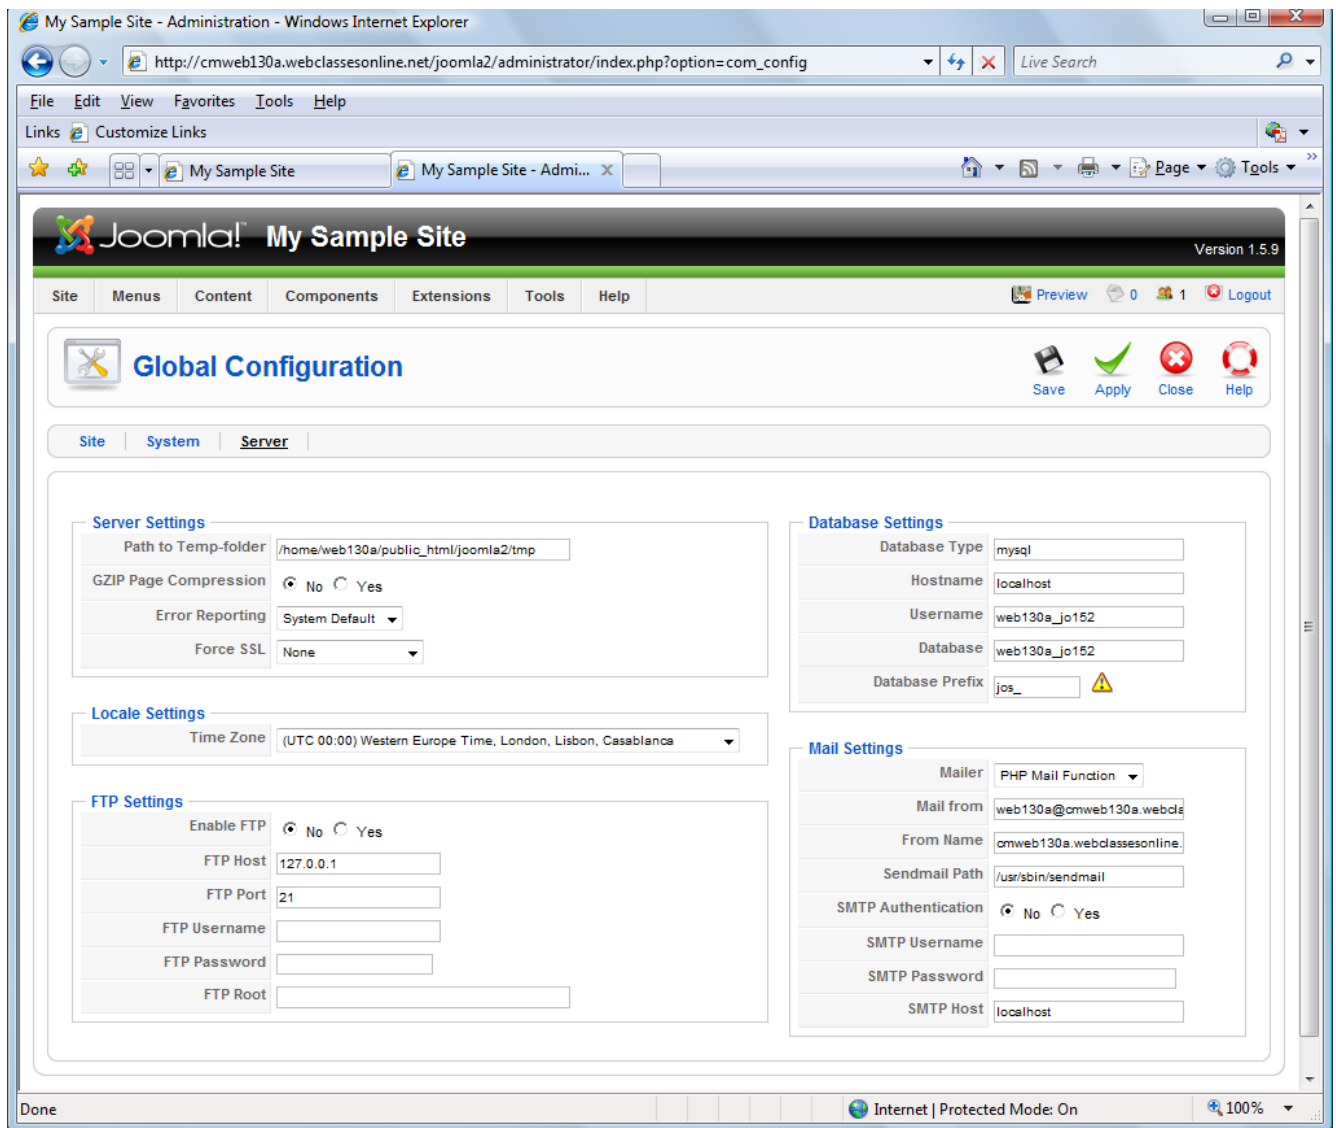 My Sample Site - Administration - Windows Internet Explorer
http://cmweb130a.webclassesonline.net/joomla2/administrator/index.php?option=com_config
Live Search
File Edit View Favorites Tools Help
Links Customize Links
My Sample Site
My Sample Site - Admi...
Page Tools
Joomla!™ My Sample Site
Version 1.5.9
Site Menus Content Components Extensions Tools Help
Preview 0 1 Logout
Global Configuration
Save Apply Close Help
Site System Server
Server Settings
Path to Temp-folder /home/web130a/public_html/joomla2/tmp
GZIP Page Compression No Yes
Error Reporting System Default
Force SSL None
Locale Settings
Time Zone (UTC 00:00) Western Europe Time, London, Lisbon, Casablanca
FTP Settings
Enable FTP No Yes
FTP Host 127.0.0.1
FTP Port 21
FTP Username
FTP Password
FTP Root
Database Settings
Database Type mysql
Hostname localhost
Username web130a_jo152
Database web130a_jo152
Database Prefix jos_
Mail Settings
Mailer PHP Mail Function
Mail from web130a@cmweb130a.webcla
From Name cmweb130a.webclassesonline.
Sendmail Path /usr/sbin/sendmail
SMTP Authentication No Yes
SMTP Username
SMTP Password
SMTP Host localhost
Done
Internet | Protected Mode: On
100%